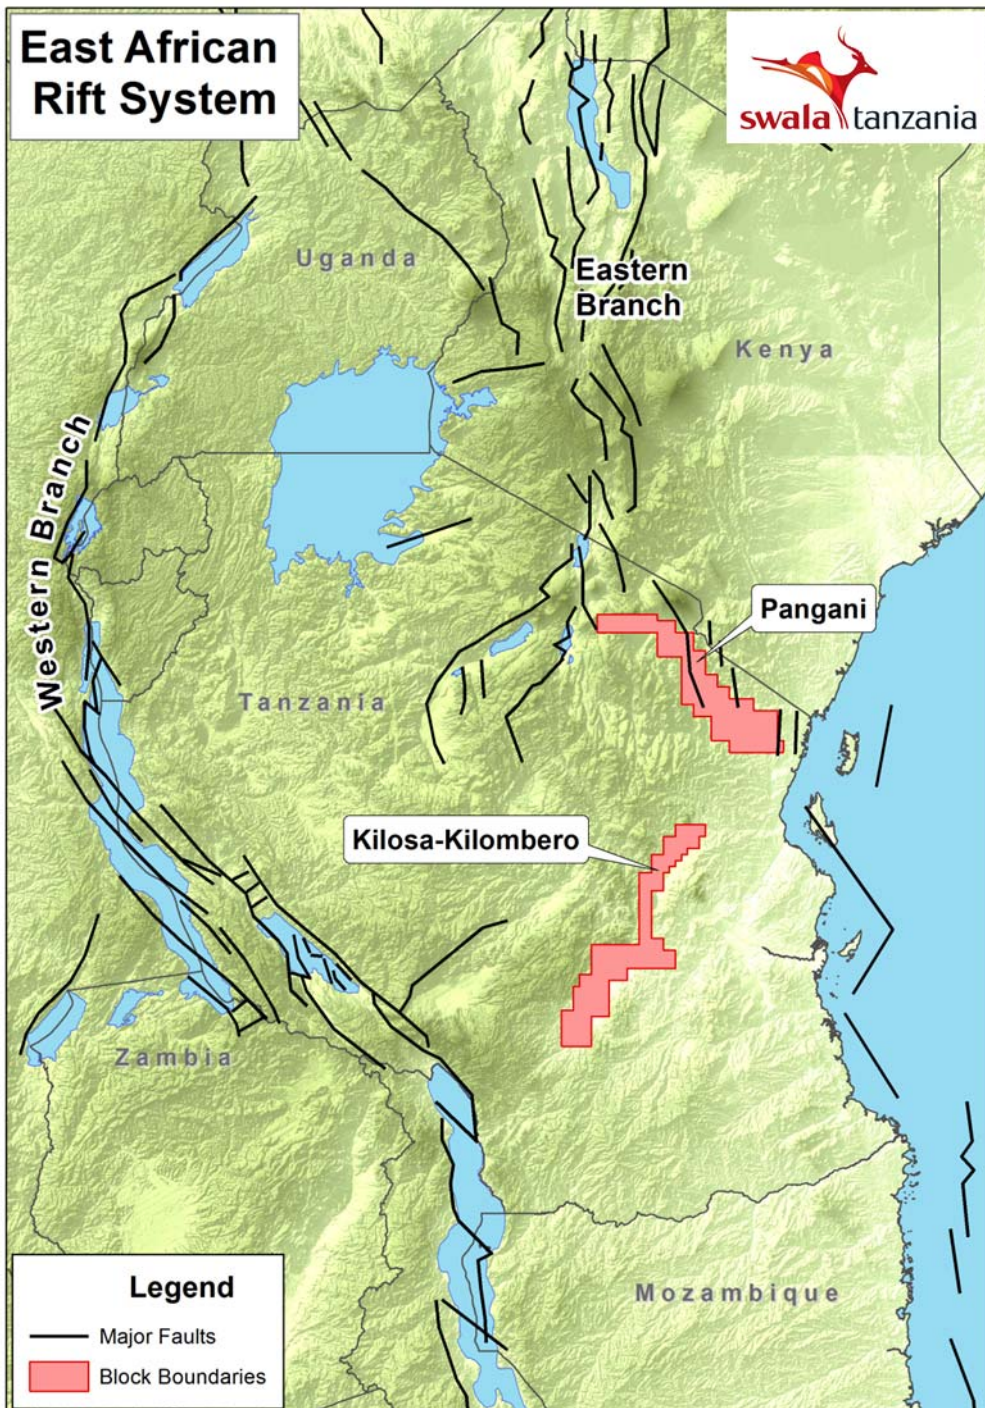 East African
Rift System
swala tanzania
Uganda
Eastern
Branch
Kenya
Western Branch
Pangani
Tanzania
Kilosa-Kilombero
Zambia
Mozambique
Legend
Major Faults
Block Boundaries